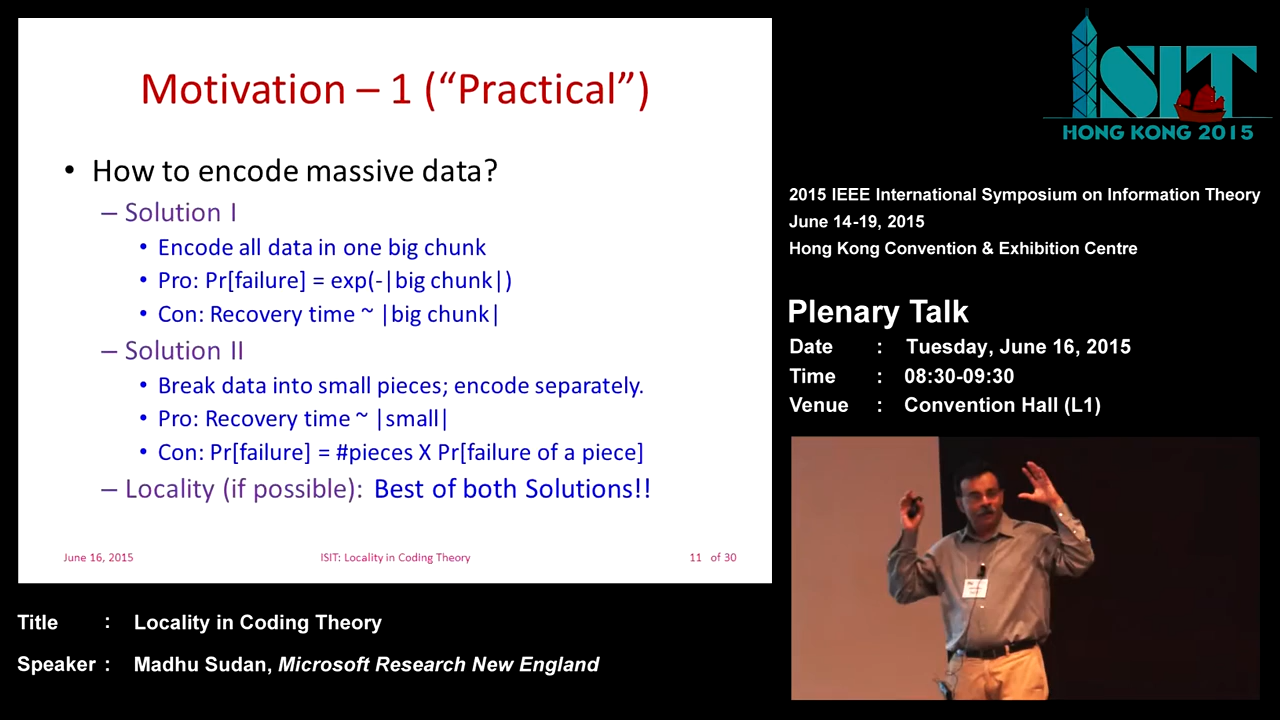 Motivation – 1 (“Practical”)
• How to encode massive data?
– Solution I
• Encode all data in one big chunk
• Pro: Pr[failure] = exp(-|big chunk|)
• Con: Recovery time ~ |big chunk|
– Solution II
• Break data into small pieces; encode separately.
• Pro: Recovery time ~ |small|
• Con: Pr[failure] = #pieces X Pr[failure of a piece]
– Locality (if possible): Best of both Solutions!!
June 16, 2015 ISIT: Locality in Coding Theory 11 of 30
ISIT
HONG KONG 2015
2015 IEEE International Symposium on Information Theory
June 14-19, 2015
Hong Kong Convention & Exhibition Centre
Plenary Talk
Date : Tuesday, June 16, 2015
Time : 08:30-09:30
Venue : Convention Hall (L1)
Title : Locality in Coding Theory
Speaker : Madhu Sudan, Microsoft Research New England